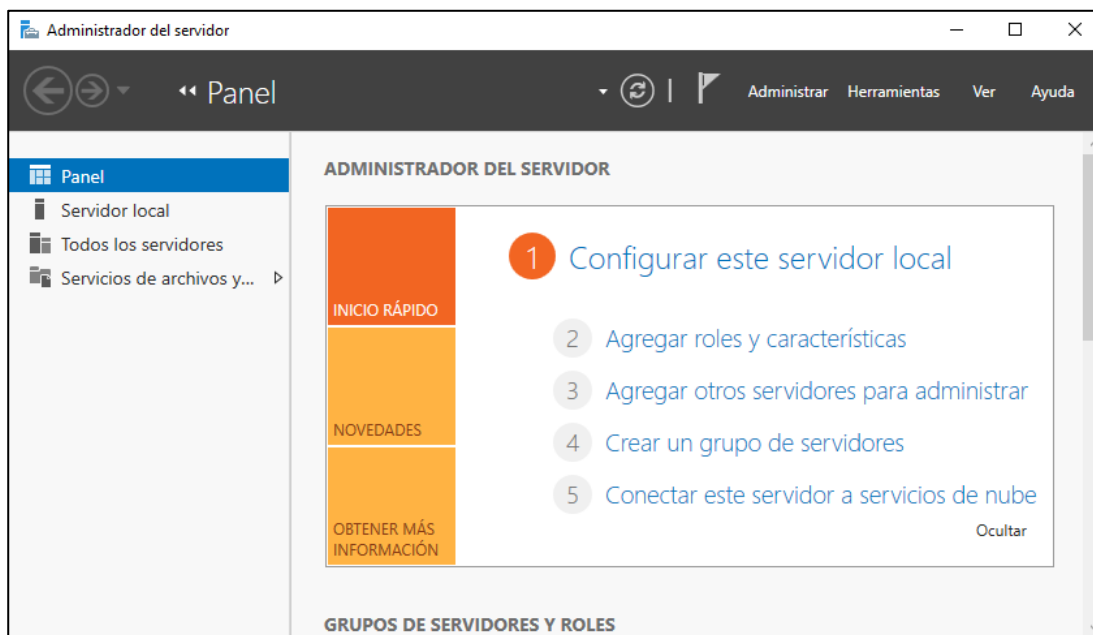 Administrador del servidor
Panel
Administrar Herramientas Ver Ayuda
Panel
Servidor local
Todos los servidores
Servicios de archivos y...
ADMINISTRADOR DEL SERVIDOR
INICIO RÁPIDO
NOVEDADES
OBTENER MÁS
INFORMACIÓN
1 Configurar este servidor local
2 Agregar roles y características
3 Agregar otros servidores para administrar
4 Crear un grupo de servidores
5 Conectar este servidor a servicios de nube
Ocultar
GRUPOS DE SERVIDORES Y ROLES